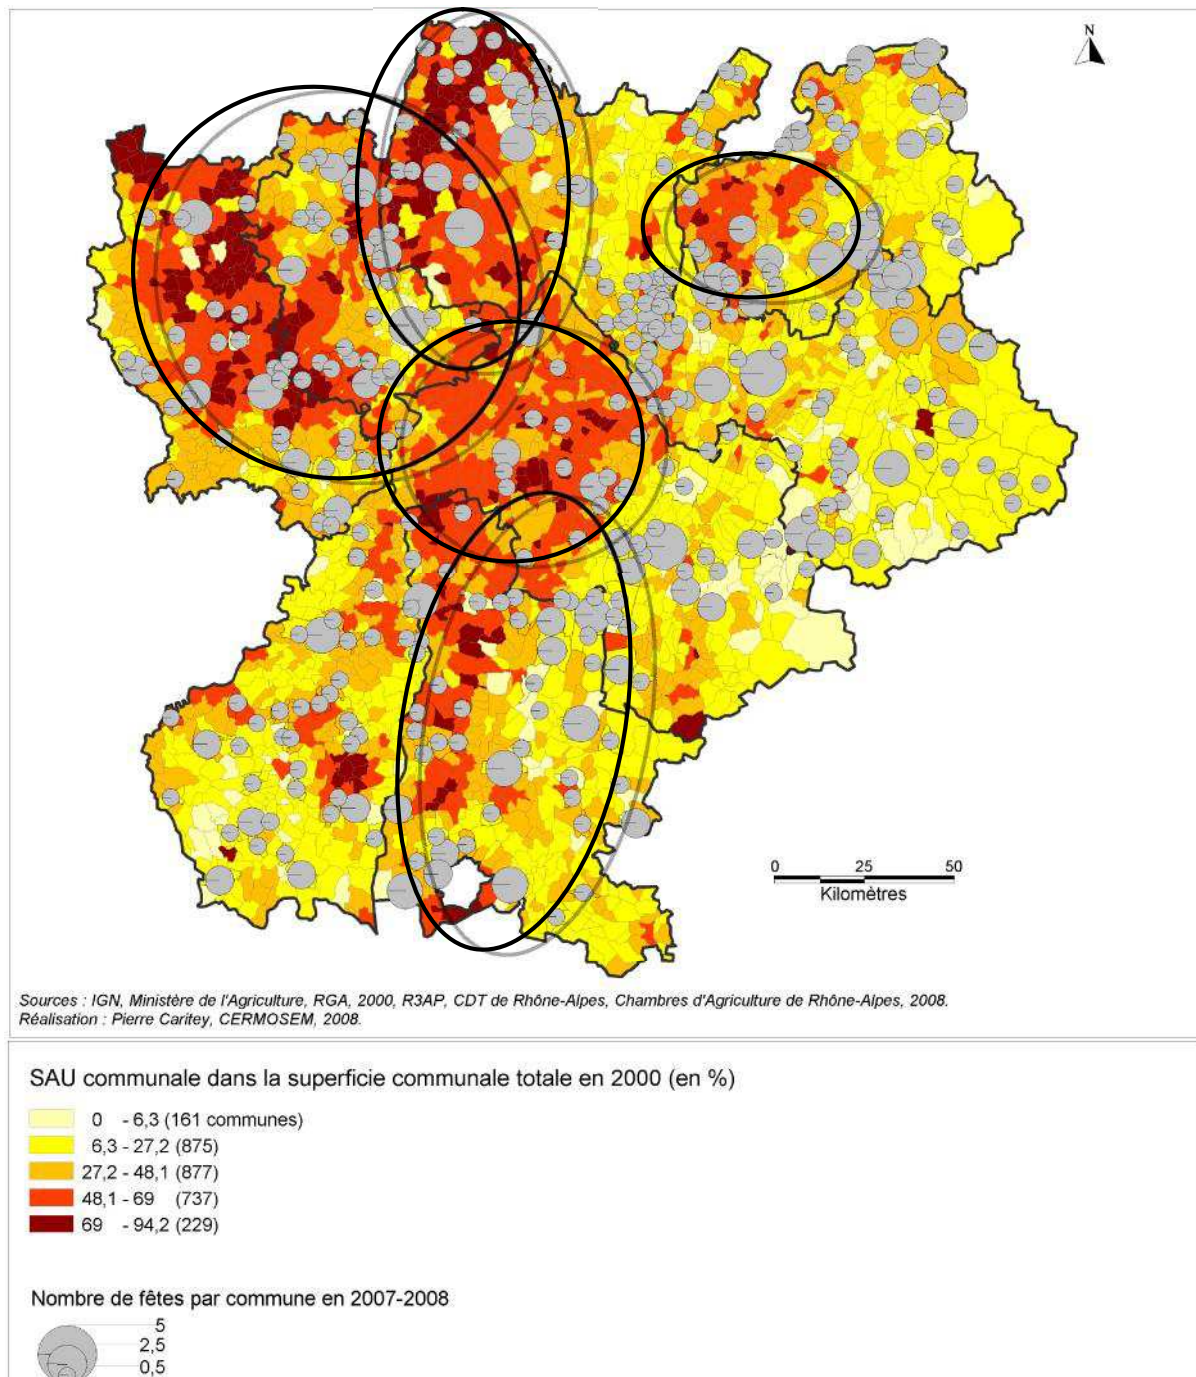 N
0 25 50
Kilomètres
Sources : IGN, Ministère de l'Agriculture, RGA, 2000, R3AP, CDT de Rhône-Alpes, Chambres d'Agriculture de Rhône-Alpes, 2008.
Réalisation : Pierre Caritey, CERMOSEM, 2008.
SAU communale dans la superficie communale totale en 2000 (en %)
0 - 6,3 (161 communes)
6,3 - 27,2 (875)
27,2 - 48,1 (877)
48,1 - 69 (737)
69 - 94,2 (229)
Nombre de fêtes par commune en 2007-2008
5
2,5
0,5